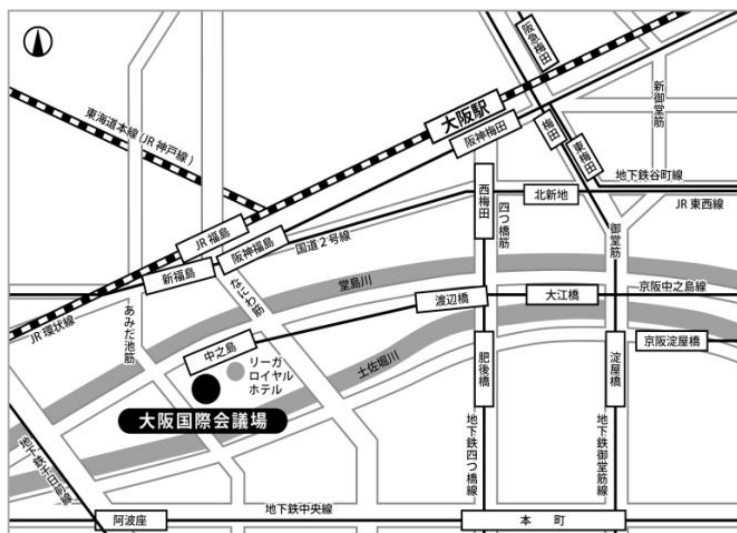 阪急梅田
新御堂筋
東海道本線(JR神戸線)
大阪駅
阪神梅田
梅田
東梅田
地下鉄谷町線
西梅田
四つ橋筋
北新地
JR東西線
JR福島
阪神福島
国道2号線
御堂筋
新福島
なにわ筋
堂島川
渡辺橋
大江橋
京阪中之島線
JR環状線
あみだ池筋
中之島
リーガ
ロイヤル
ホテル
土佐堀川
肥後橋
淀屋橋
京阪淀屋橋
大阪国際会議場
地下鉄千日前線
地下鉄四つ橋線
地下鉄御堂筋線
阿波座
地下鉄中央線
本町